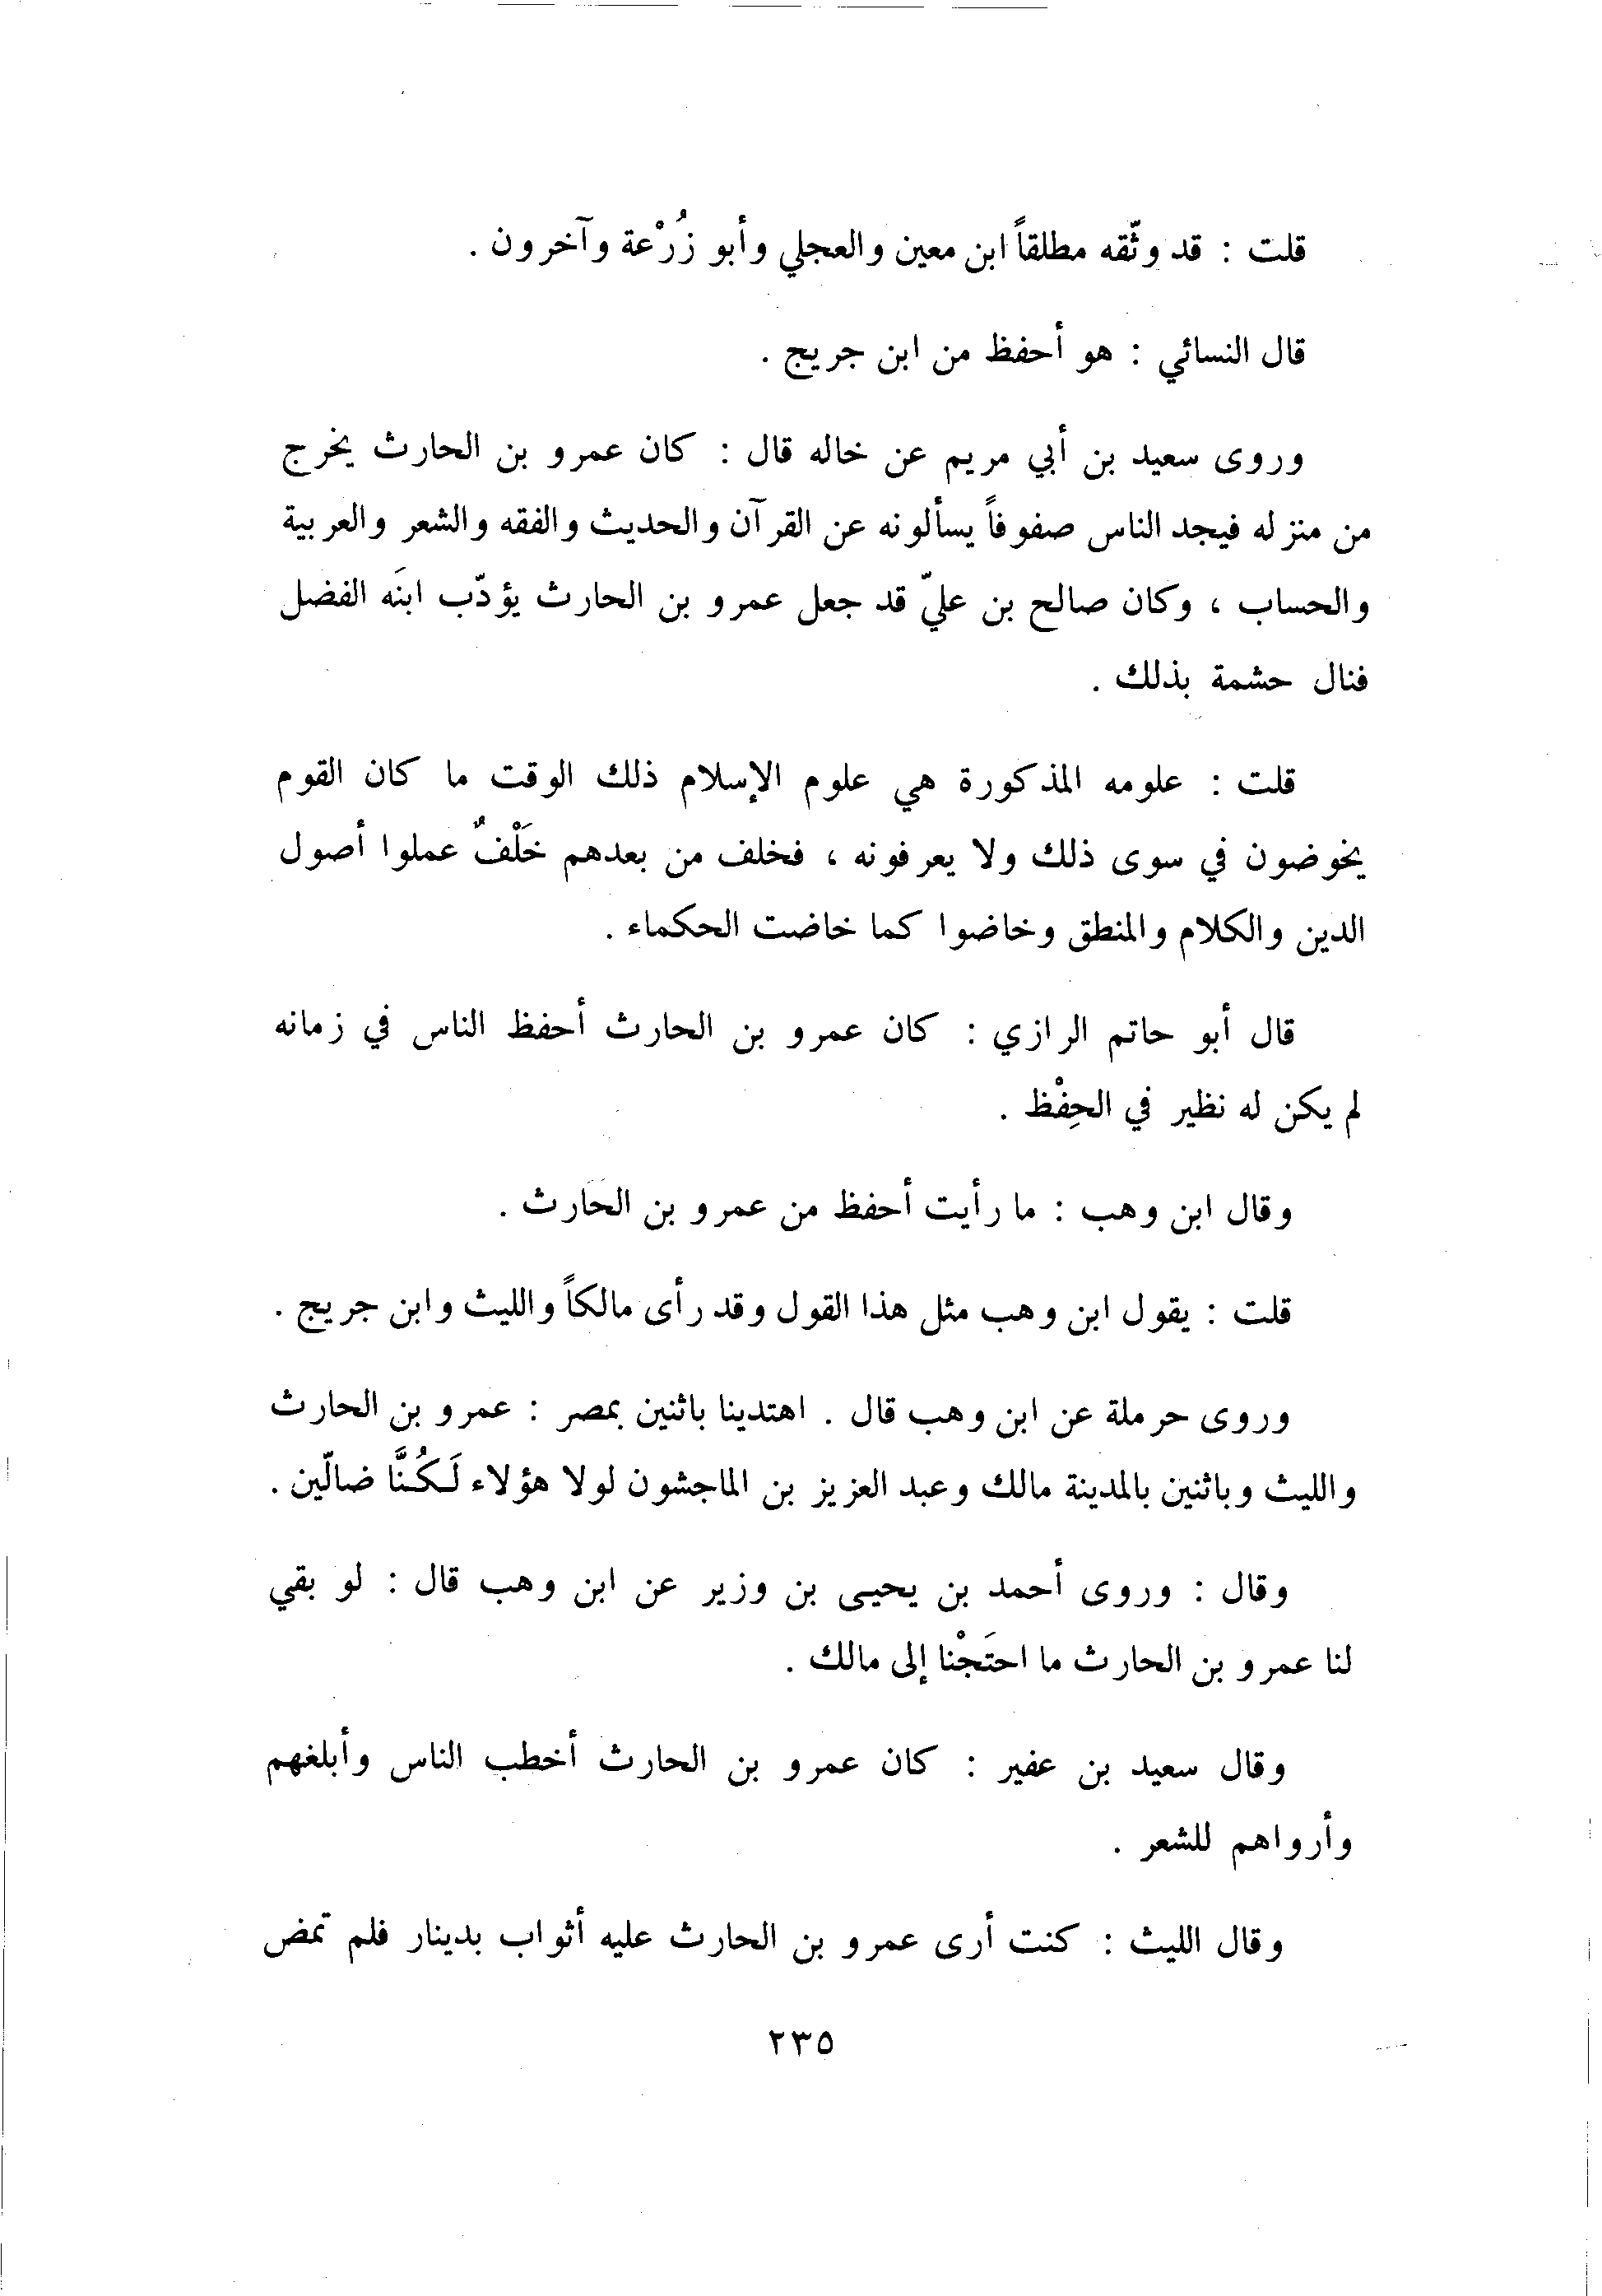 قلت : قد وثّقه مطلقاً ابن معين والعجلي وأبو زُرْعة وآخرون .
قال النسائي : هو أحفظ من ابن جريج .
وروى سعيد بن أبي مريم عن خاله قال : كان عمرو بن الحارث يخرج
من منزله فيجد الناس صفوفاً يسألونه عن القرآن والحديث والفقه والشعر والعربية
والحساب ، وكان صالح بن عليّ قد جعل عمرو بن الحارث يؤدّب ابنَه الفضل
فنال حشمة بذلك .
قلت : علومه المذكورة هي علوم الإسلام ذلك الوقت ما كان القوم
يخوضون في سوى ذلك ولا يعرفونه ، فخلف من بعدهم خَلْفٌ عملوا أصول
الدين والكلام والمنطق وخاضوا كما خاضت الحكماء .
قال أبو حاتم الرازي : كان عمرو بن الحارث أحفظ الناس في زمانه
لم يكن له نظير في الحِفْظ .
وقال ابن وهب : ما رأيت أحفظ من عمرو بن الحارث .
قلت : يقول ابن وهب مثل هذا القول وقد رأى مالكاً والليث وابن جريج .
وروى حرملة عن ابن وهب قال . اهتدينا باثنين بمصر : عمرو بن الحارث
والليث وباثنين بالمدينة مالك وعبد العزيز بن الماجشون لولا هؤلاء لَكُنَّا ضالّين .
وقال : وروى أحمد بن يحيى بن وزير عن ابن وهب قال : لو بقي
لنا عمرو بن الحارث ما احتَجْنا إلى مالك .
وقال سعيد بن عفير : كان عمرو بن الحارث أخطب الناس وأبلغهم
وأرواهم للشعر .
وقال الليث : كنت أرى عمرو بن الحارث عليه أثواب بدينار فلم تمض
٢٣٥